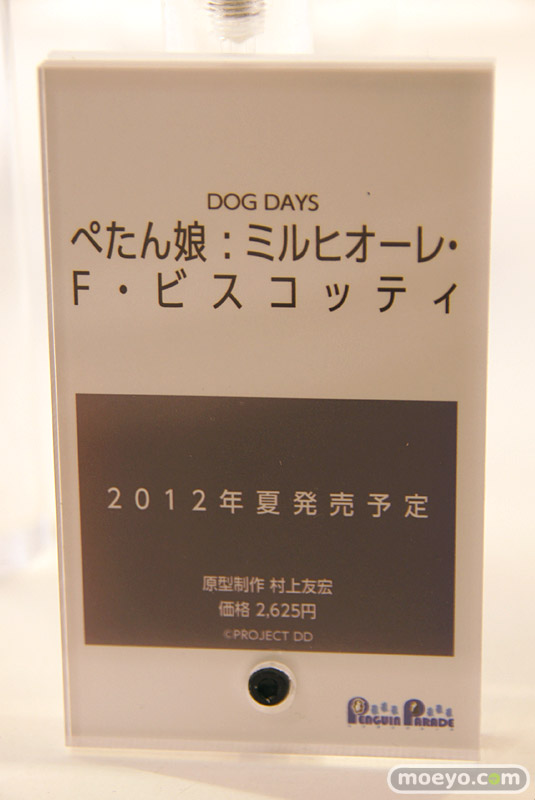 DOG DAYS
ぺたん娘：ミルヒオーレ・
F・ビスコッティ
2012年夏発売予定
原型制作 村上友宏
価格 2,625円
©PROJECT DD
PENGUIN PARADE
moeyo.com